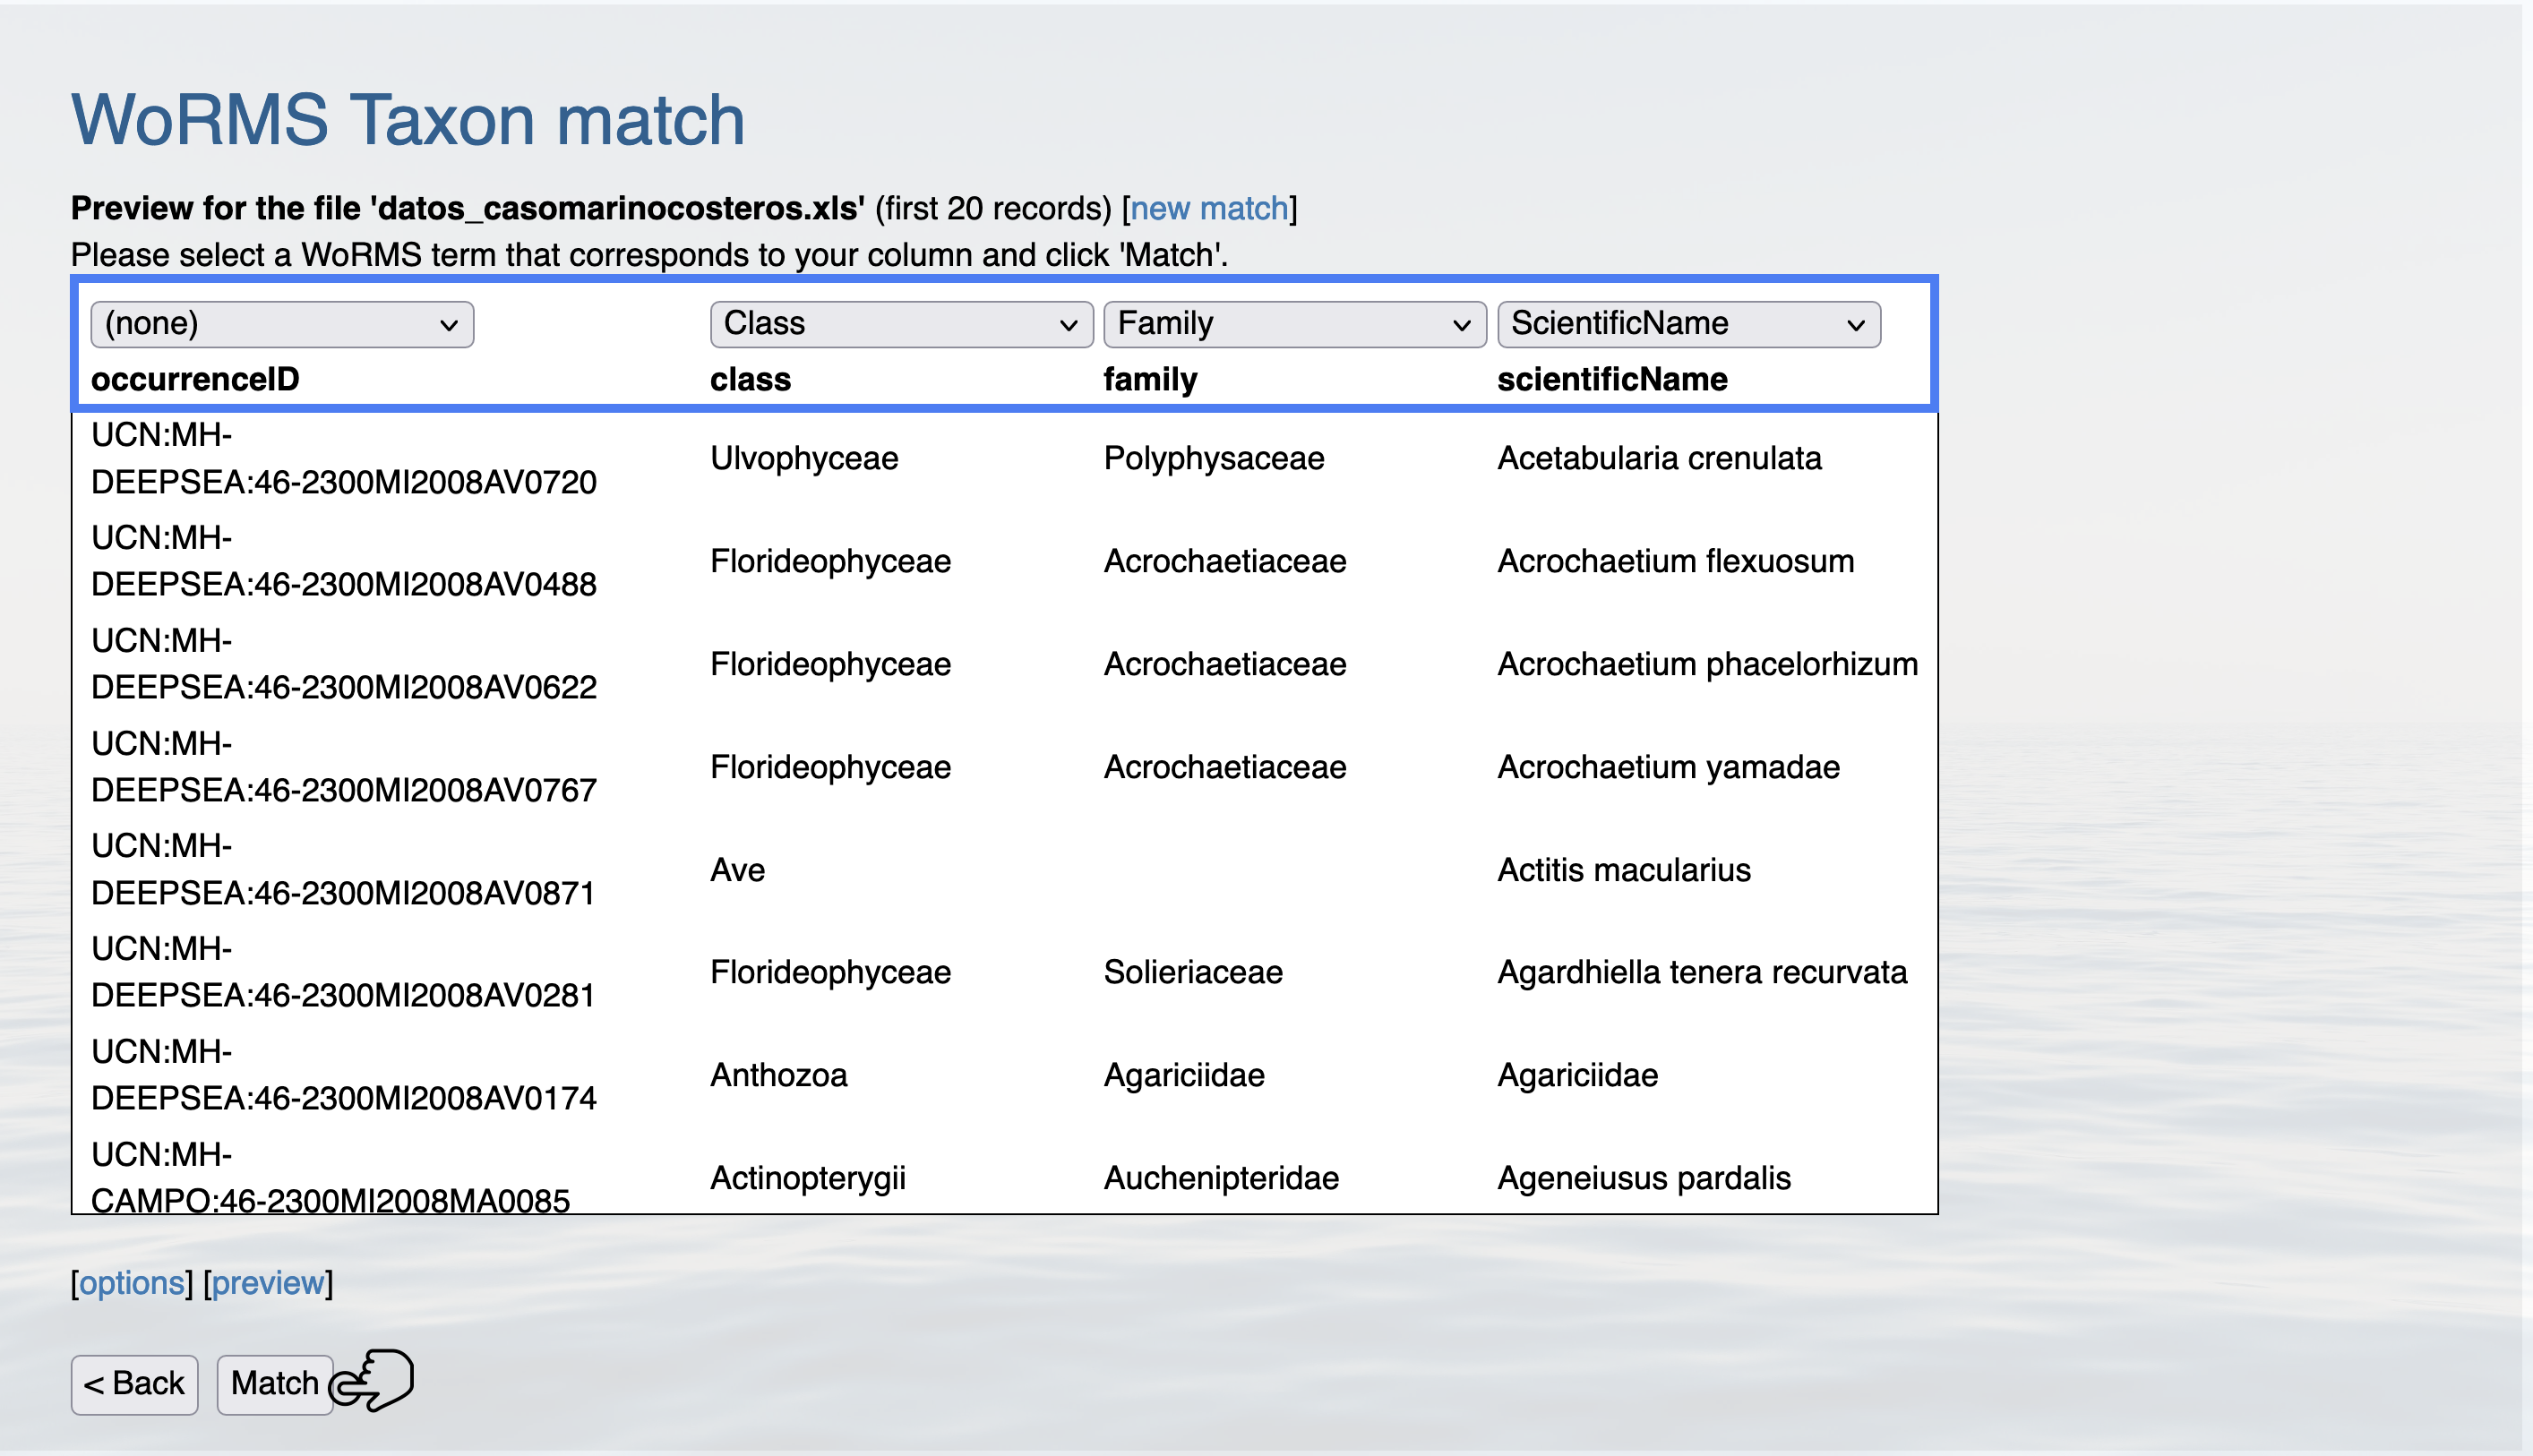 WoRMS Taxon match
Preview for the file 'datos_casomarinocosteros.xls' (first 20 records) [new match]
Please select a WoRMS term that corresponds to your column and click 'Match'.
(none) Class Family ScientificName
occurrenceID class family scientificName
UCN:MH-
DEEPSEA:46-2300MI2008AV0720 Ulvophyceae Polyphysaceae Acetabularia crenulata
UCN:MH-
DEEPSEA:46-2300MI2008AV0488 Florideophyceae Acrochaetiaceae Acrochaetium flexuosum
UCN:MH-
DEEPSEA:46-2300MI2008AV0622 Florideophyceae Acrochaetiaceae Acrochaetium phacelorhizum
UCN:MH-
DEEPSEA:46-2300MI2008AV0767 Florideophyceae Acrochaetiaceae Acrochaetium yamadae
UCN:MH-
DEEPSEA:46-2300MI2008AV0871 Ave Actitis macularius
UCN:MH-
DEEPSEA:46-2300MI2008AV0281 Florideophyceae Solieriaceae Agardhiella tenera recurvata
UCN:MH-
DEEPSEA:46-2300MI2008AV0174 Anthozoa Agariciidae Agariciidae
UCN:MH-
CAMPO:46-2300MI2008MA0085 Actinopterygii Auchenipteridae Ageneiusus pardalis
[options] [preview]
< Back Match